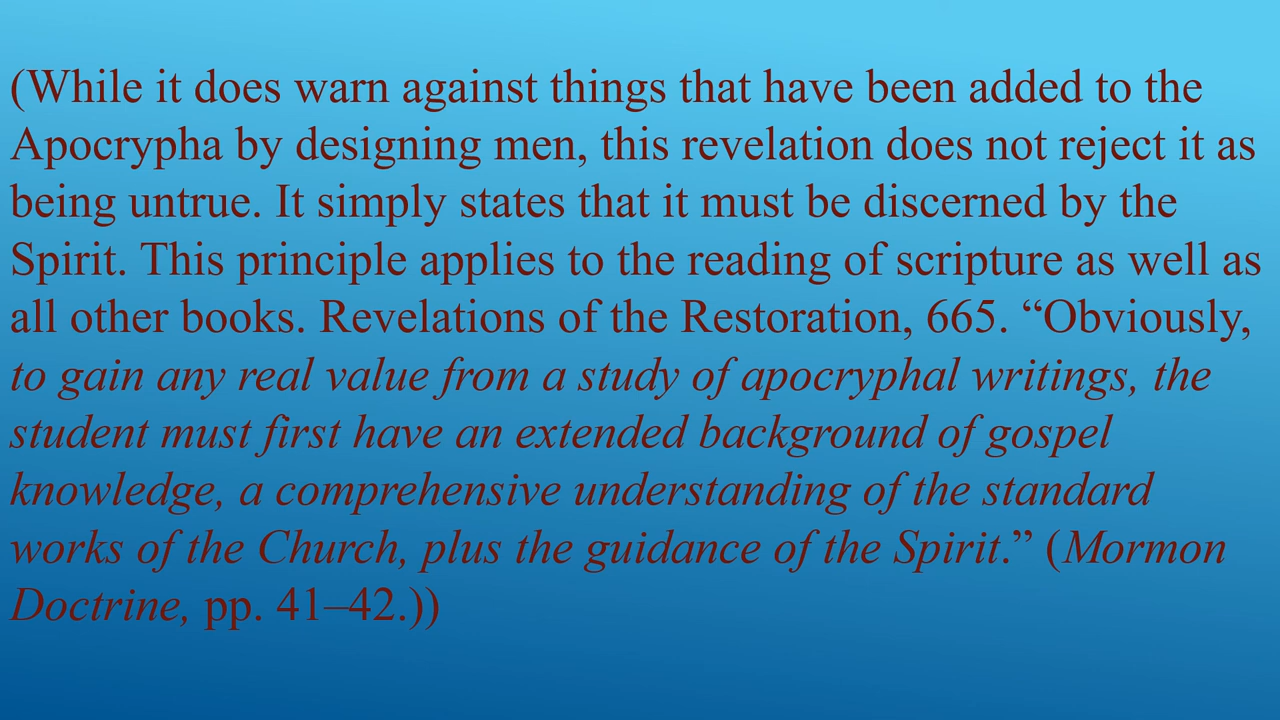 (While it does warn against things that have been added to the
Apocrypha by designing men, this revelation does not reject it as
being untrue. It simply states that it must be discerned by the
Spirit. This principle applies to the reading of scripture as well as
all other books. Revelations of the Restoration, 665. “Obviously,
to gain any real value from a study of apocryphal writings, the
student must first have an extended background of gospel
knowledge, a comprehensive understanding of the standard
works of the Church, plus the guidance of the Spirit.” (Mormon
Doctrine, pp. 41–42.))